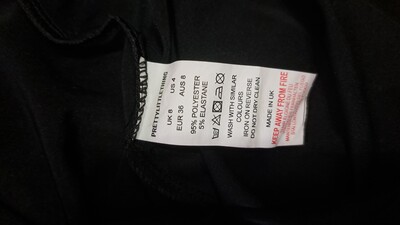 PRETTYLITTLETHING
UK 8 US 4
EUR 36 AUS 8
95% POLYESTER
5% ELASTANE
WASH WITH SIMILAR
COLOURS
IRON ON REVERSE
DO NOT DRY CLEAN
MADE IN UK
KEEP AWAY FROM FIRE